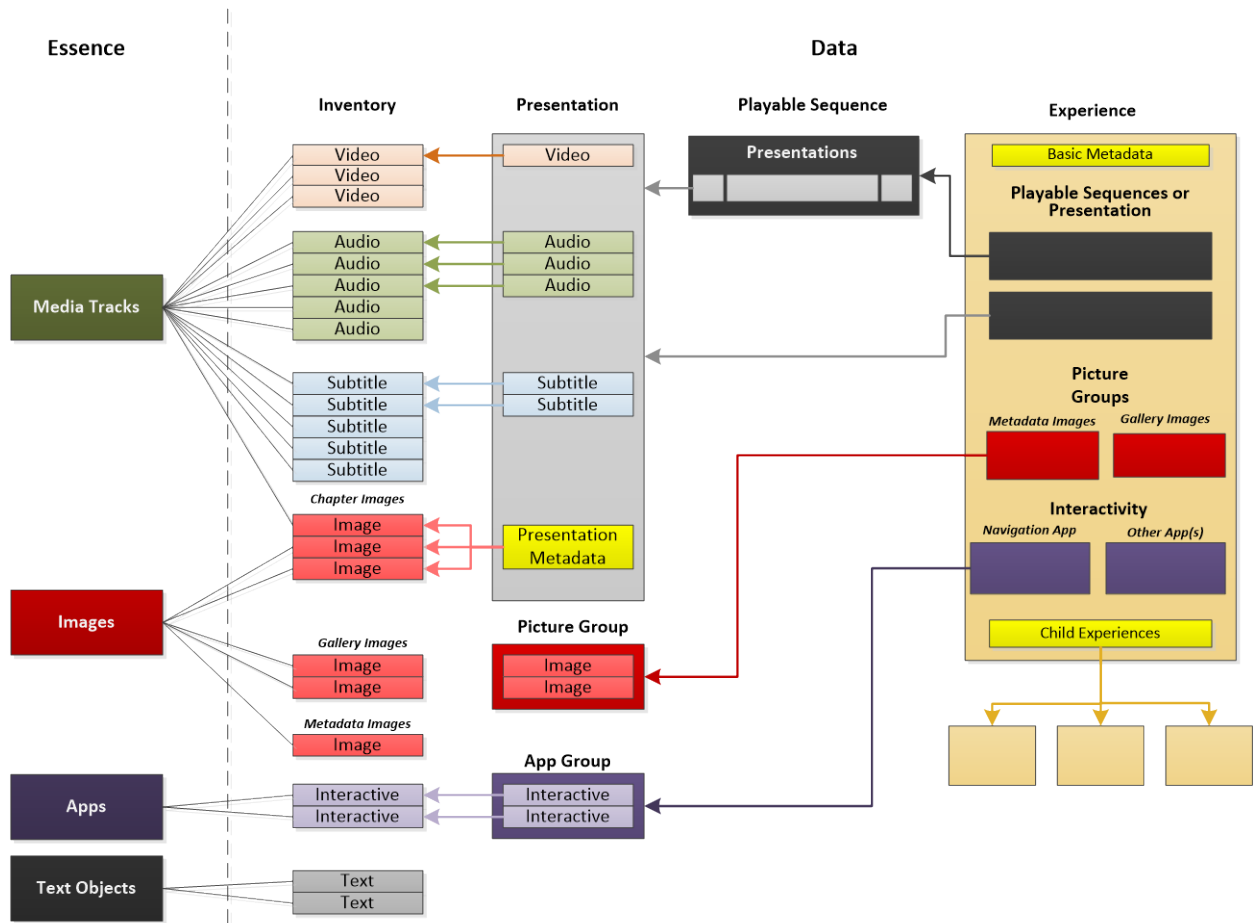 Essence
Data
Inventory
Presentation
Playable Sequence
Experience
Video
Video
Video
Video
Presentations
Basic Metadata
Playable Sequences or
Presentation
Audio
Audio
Audio
Audio
Audio
Audio
Audio
Audio
Media Tracks
Subtitle
Subtitle
Subtitle
Subtitle
Subtitle
Subtitle
Subtitle
Picture
Groups
Metadata Images
Gallery Images
Chapter Images
Image
Image
Image
Presentation
Metadata
Interactivity
Navigation App
Other App(s)
Images
Gallery Images
Image
Image
Picture Group
Image
Image
Child Experiences
Metadata Images
Image
App Group
Apps
Interactive
Interactive
Interactive
Interactive
Text Objects
Text
Text